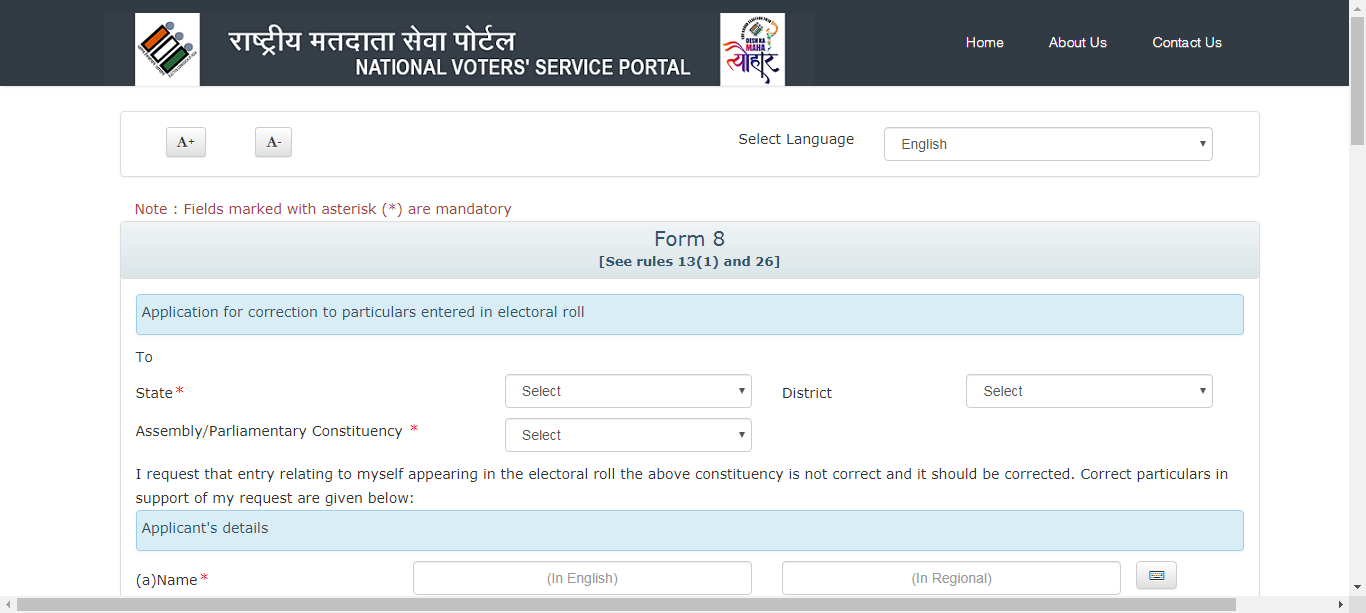 राष्ट्रीय मतदाता सेवा पोर्टल
NATIONAL VOTERS' SERVICE PORTAL
DESH KA
MAHA
त्यौहार
Home About Us Contact Us
A+ A- Select Language English
Note : Fields marked with asterisk (*) are mandatory
Form 8
[See rules 13(1) and 26]
Application for correction to particulars entered in electoral roll
To
State* Select District Select
Assembly/Parliamentary Constituency * Select
I request that entry relating to myself appearing in the electoral roll the above constituency is not correct and it should be corrected. Correct particulars in
support of my request are given below:
Applicant's details
(a)Name* (In English) (In Regional)